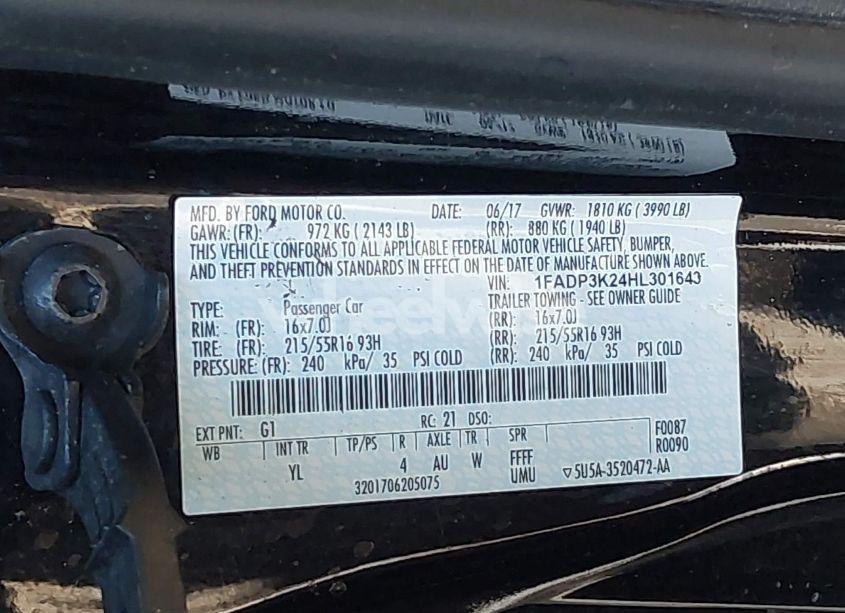 MFD. BY FORD MOTOR CO. DATE: 06/17 GVWR: 1810 KG ( 3990 LB)
GAWR: (FR): 972 KG ( 2143 LB) (RR): 880 KG ( 1940 LB)
THIS VEHICLE CONFORMS TO ALL APPLICABLE FEDERAL MOTOR VEHICLE SAFETY, BUMPER,
AND THEFT PREVENTION STANDARDS IN EFFECT ON THE DATE OF MANUFACTURE SHOWN ABOVE.
VIN: 1FADP3K24HL301643
TYPE: Passenger Car TRAILER TOWING - SEE OWNER GUIDE
RIM: (FR): 16x7.0J (RR): 16x7.0J
TIRE: (FR): 215/55R16 93H (RR): 215/55R16 93H
PRESSURE: (FR): 240 kPa/ 35 PSI COLD (RR): 240 kPa/ 35 PSI COLD
EXT PNT: G1 RC: 21 DSO: F0087
WB INT TR TP/PS R AXLE TR SPR R0090
YL 4 AU W FFFF
UMU 5U5A-3520472-AA
3201706205075